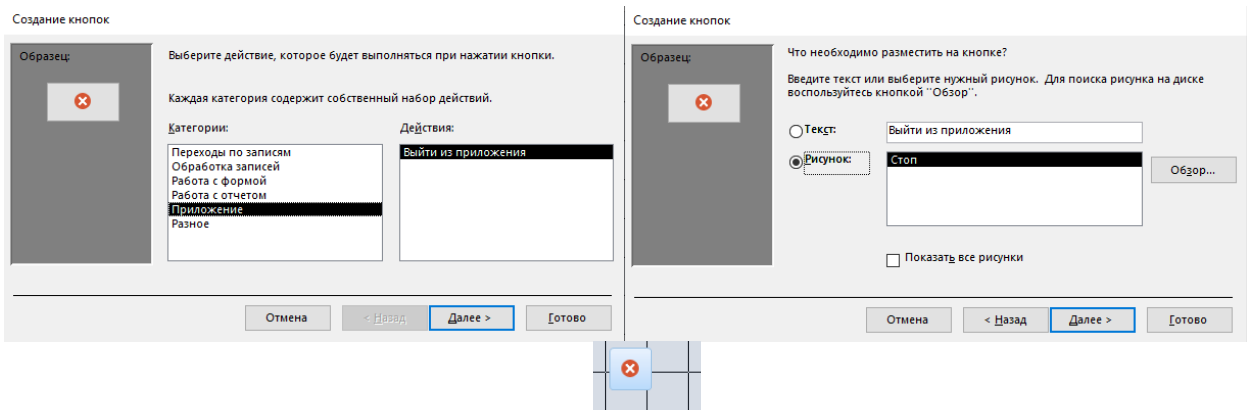 Создание кнопок
Образец:
Выберите действие, которое будет выполняться при нажатии кнопки.
Каждая категория содержит собственный набор действий.
Категории:
Действия:
Переходы по записям
Обработка записей
Работа с формой
Работа с отчетом
Приложение
Разное
Выйти из приложения
Отмена
< Назад
Далее >
Готово
Создание кнопок
Образец:
Что необходимо разместить на кнопке?
Введите текст или выберите нужный рисунок. Для поиска рисунка на диске
воспользуйтесь кнопкой "Обзор".
Текст:
Выйти из приложения
Рисунок:
Стоп
Обзор...
Показать все рисунки
Отмена
< Назад
Далее >
Готово